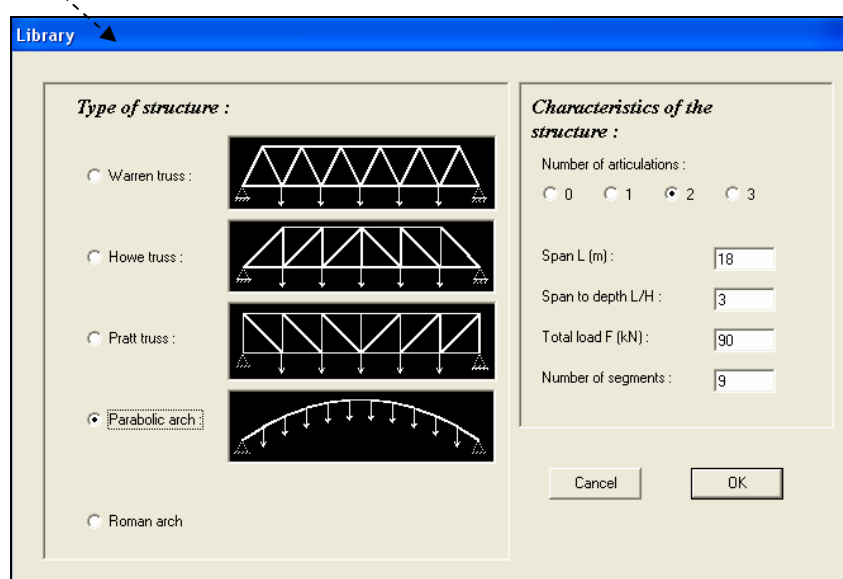 Library
Type of structure :
Warren truss :
Howe truss :
Pratt truss :
Parabolic arch :
Roman arch
Characteristics of the
structure :
Number of articulations :
0 1 2 3
Span L (m) : 18
Span to depth L/H : 3
Total load F (kN) : 90
Number of segments : 9
Cancel OK